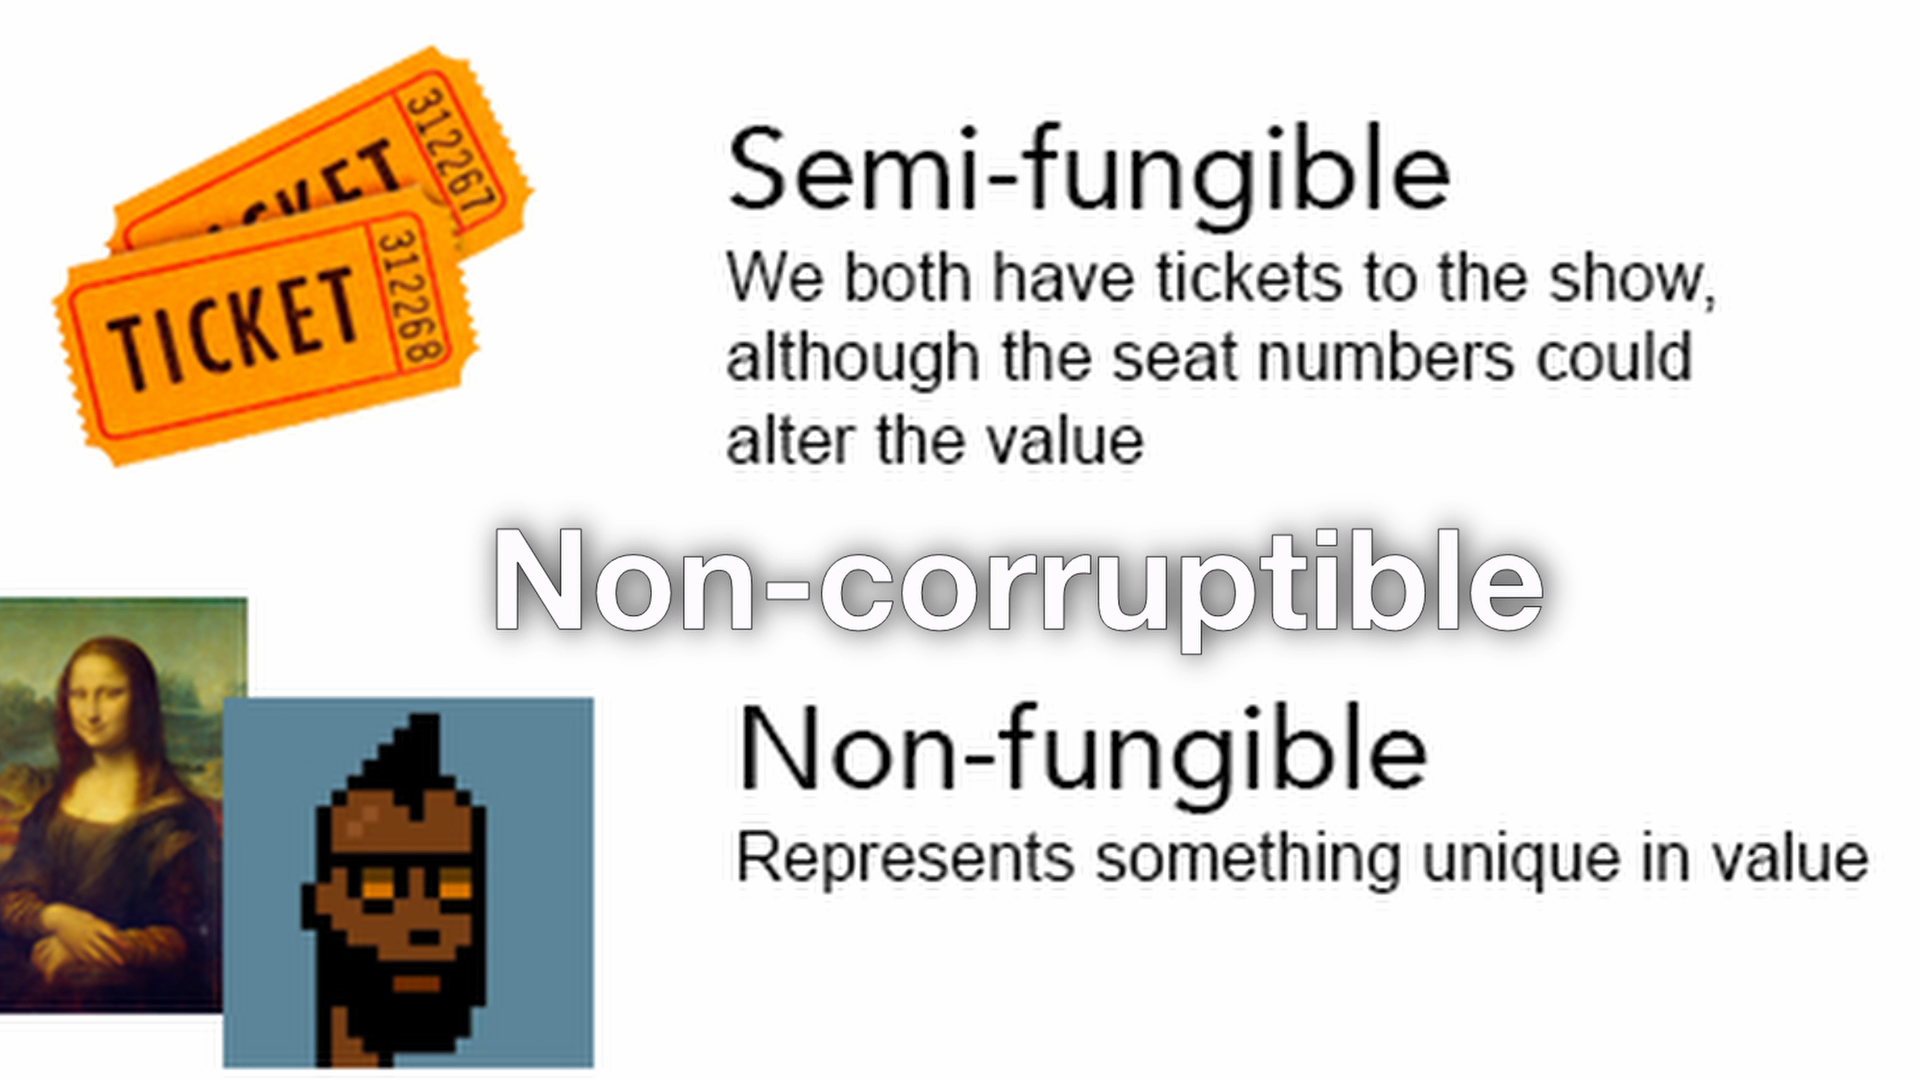 TICKET
312267
TICKET
312268
Semi-fungible
We both have tickets to the show,
although the seat numbers could
alter the value
Non-corruptible
Non-fungible
Represents something unique in value